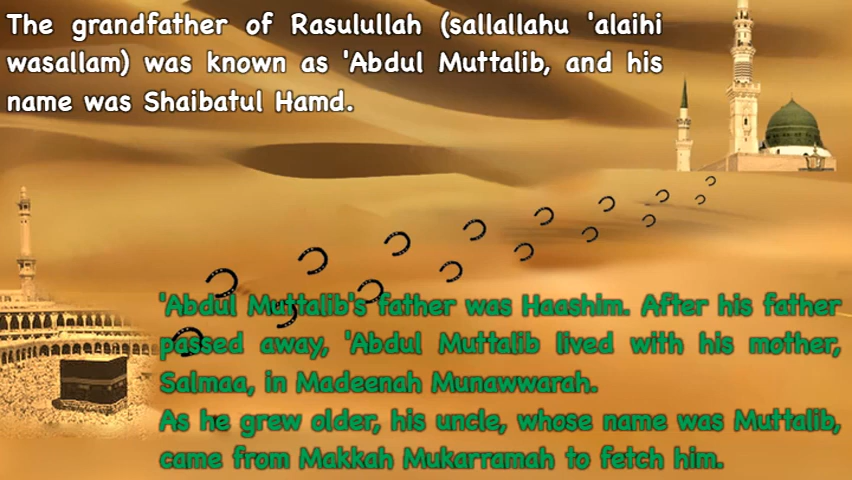 The grandfather of Rasulullah (sallallahu 'alaihi
wasallam) was known as 'Abdul Muttalib, and his
name was Shaibatul Hamd.
'Abdul Muttalib's father was Haashim. After his father
passed away, 'Abdul Muttalib lived with his mother,
Salmaa, in Madeenah Munawwarah.
As he grew older, his uncle, whose name was Muttalib,
came from Makkah Mukarramah to fetch him.